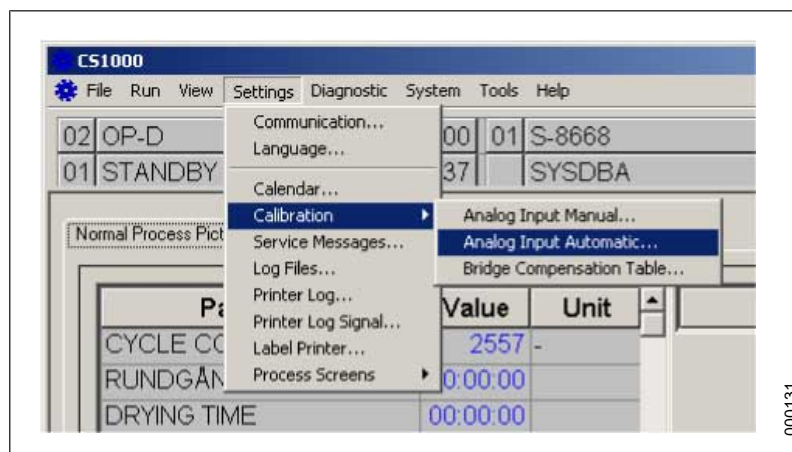 CS1000
File Run View Settings Diagnostic System Tools Help
02 OP-D 00 01 S-8668
01 STANDBY 37 SYSDBA
Communication...
Language...
Calendar...
Calibration
Service Messages...
Log Files...
Printer Log...
Printer Log Signal...
Label Printer...
Process Screens
Analog Input Manual...
Analog Input Automatic...
Bridge Compensation Table...
Normal Process Pict
Pa Value Unit
CYCLE CO 2557 -
RUNDGÅN 0:00:00
DRYING TIME 00:00:00
000131